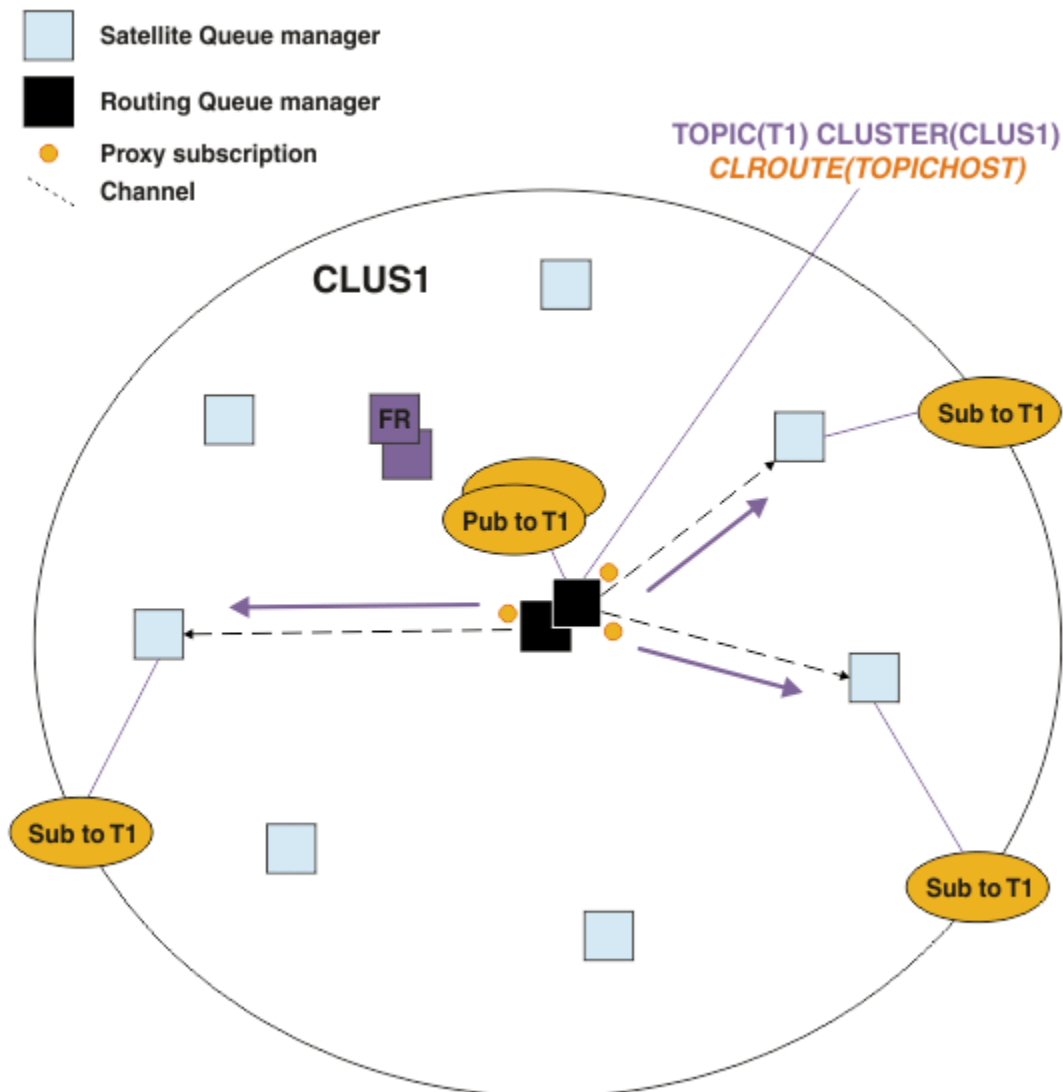 Satellite Queue manager
Routing Queue manager
Proxy subscription
Channel
TOPIC(T1) CLUSTER(CLUS1)
CLROUTE(TOPICHOST)
CLUS1
FR
Sub to T1
Pub to T1
Sub to T1
Sub to T1